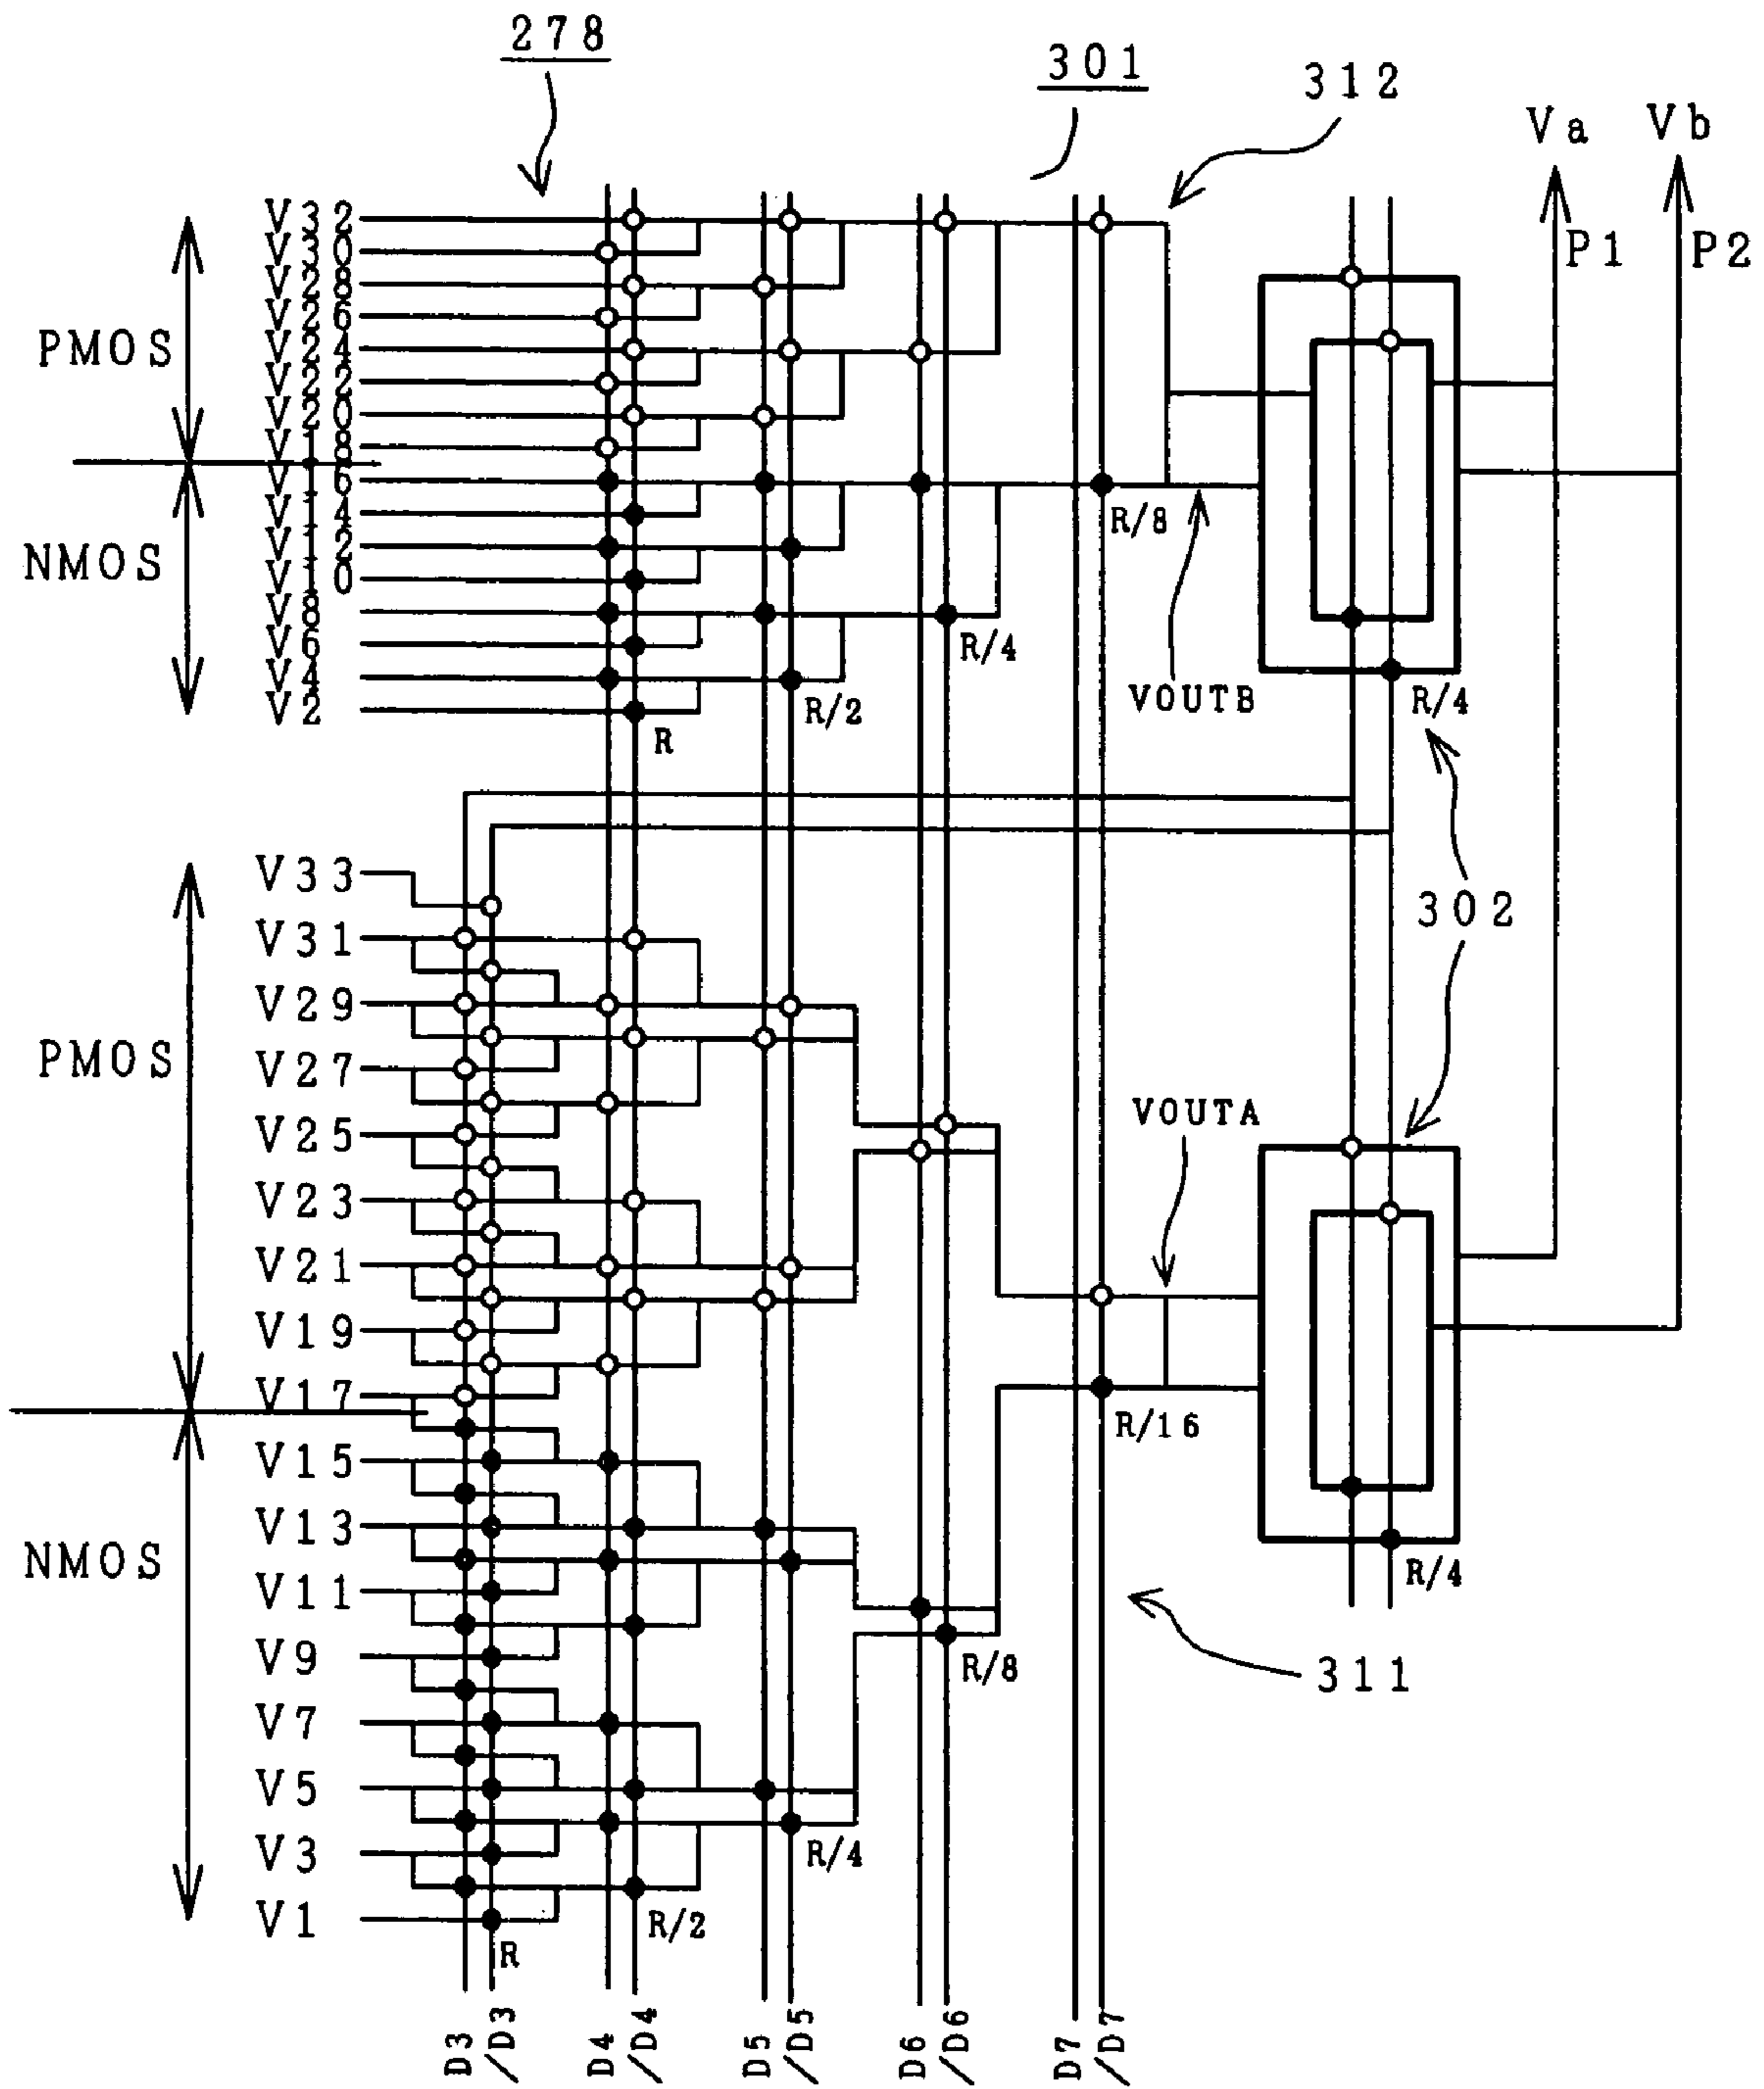 278
301
312
Va
Vb
P1
P2
V32
V30
V28
V26
V24
V22
V20
V18
V16
V14
V12
V10
V8
V6
V4
V2
PMOS
NMOS
R
R/2
R/4
R/8
VOUTB
R/4
302
V33
V31
V29
V27
V25
V23
V21
V19
V17
V15
V13
V11
V9
V7
V5
V3
V1
PMOS
NMOS
VOUTA
R/16
R/4
311
R/8
R/4
R/2
R
D3
/D3
D4
/D4
D5
/D5
D6
/D6
D7
/D7